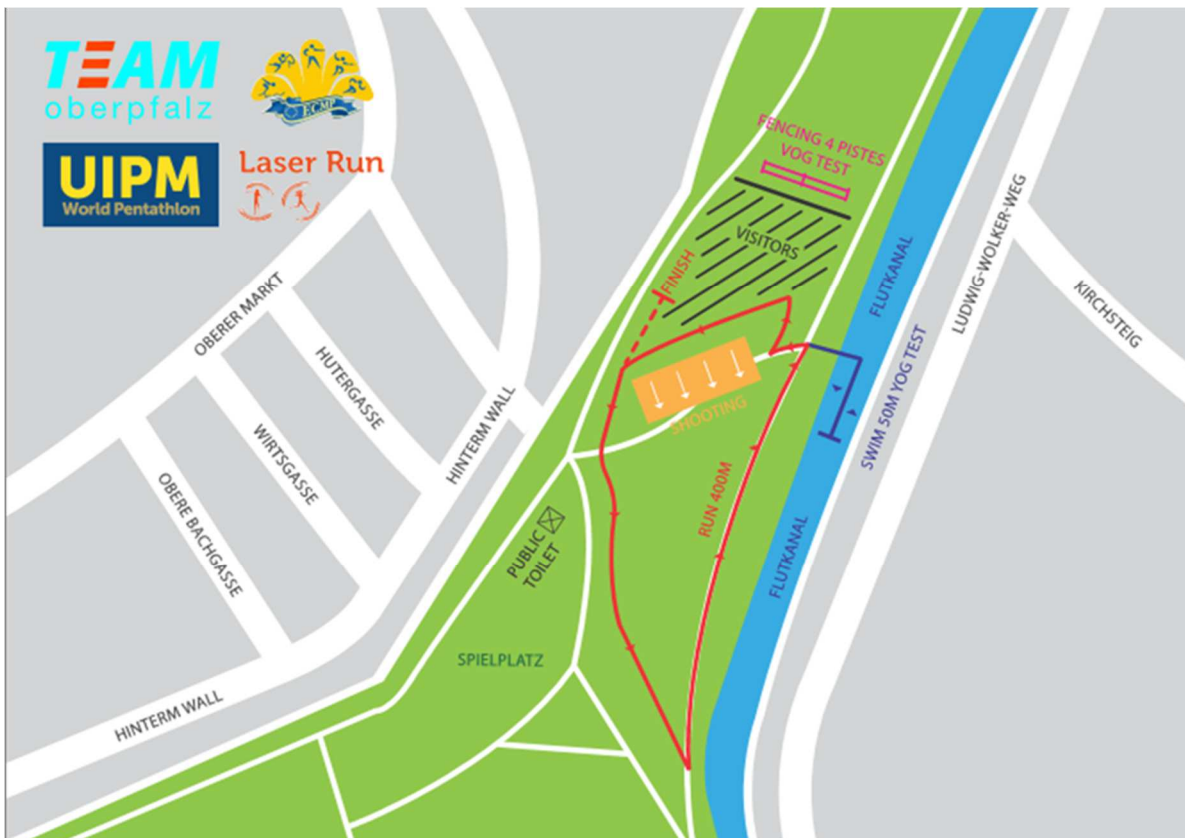 TEAM
oberpfalz
ECMP
UIPM
World Pentathlon
Laser Run
FENCING 4 PISTES
VOG TEST
VISITORS
FINISH
SHOOTING
RUN 400M
FLUTKANAL
FLUTKANAL
SWIM 50M YOG TEST
LUDWIG-WOLKER-WEG
KIRCHSTEIG
OBERER MARKT
HUTERGASSE
WIRTSGASSE
OBERE BACHGASSE
HINTERM WALL
HINTERM WALL
PUBLIC
TOILET
SPIELPLATZ